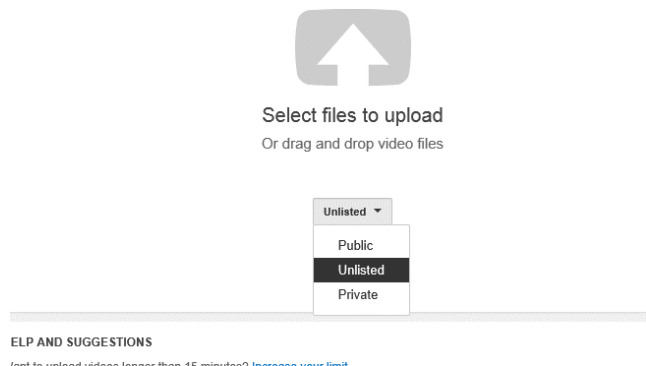 Select files to upload
Or drag and drop video files
Unlisted
Public
Unlisted
Private
ELP AND SUGGESTIONS
to upload videos longer than 15 minutes? Increase your limit